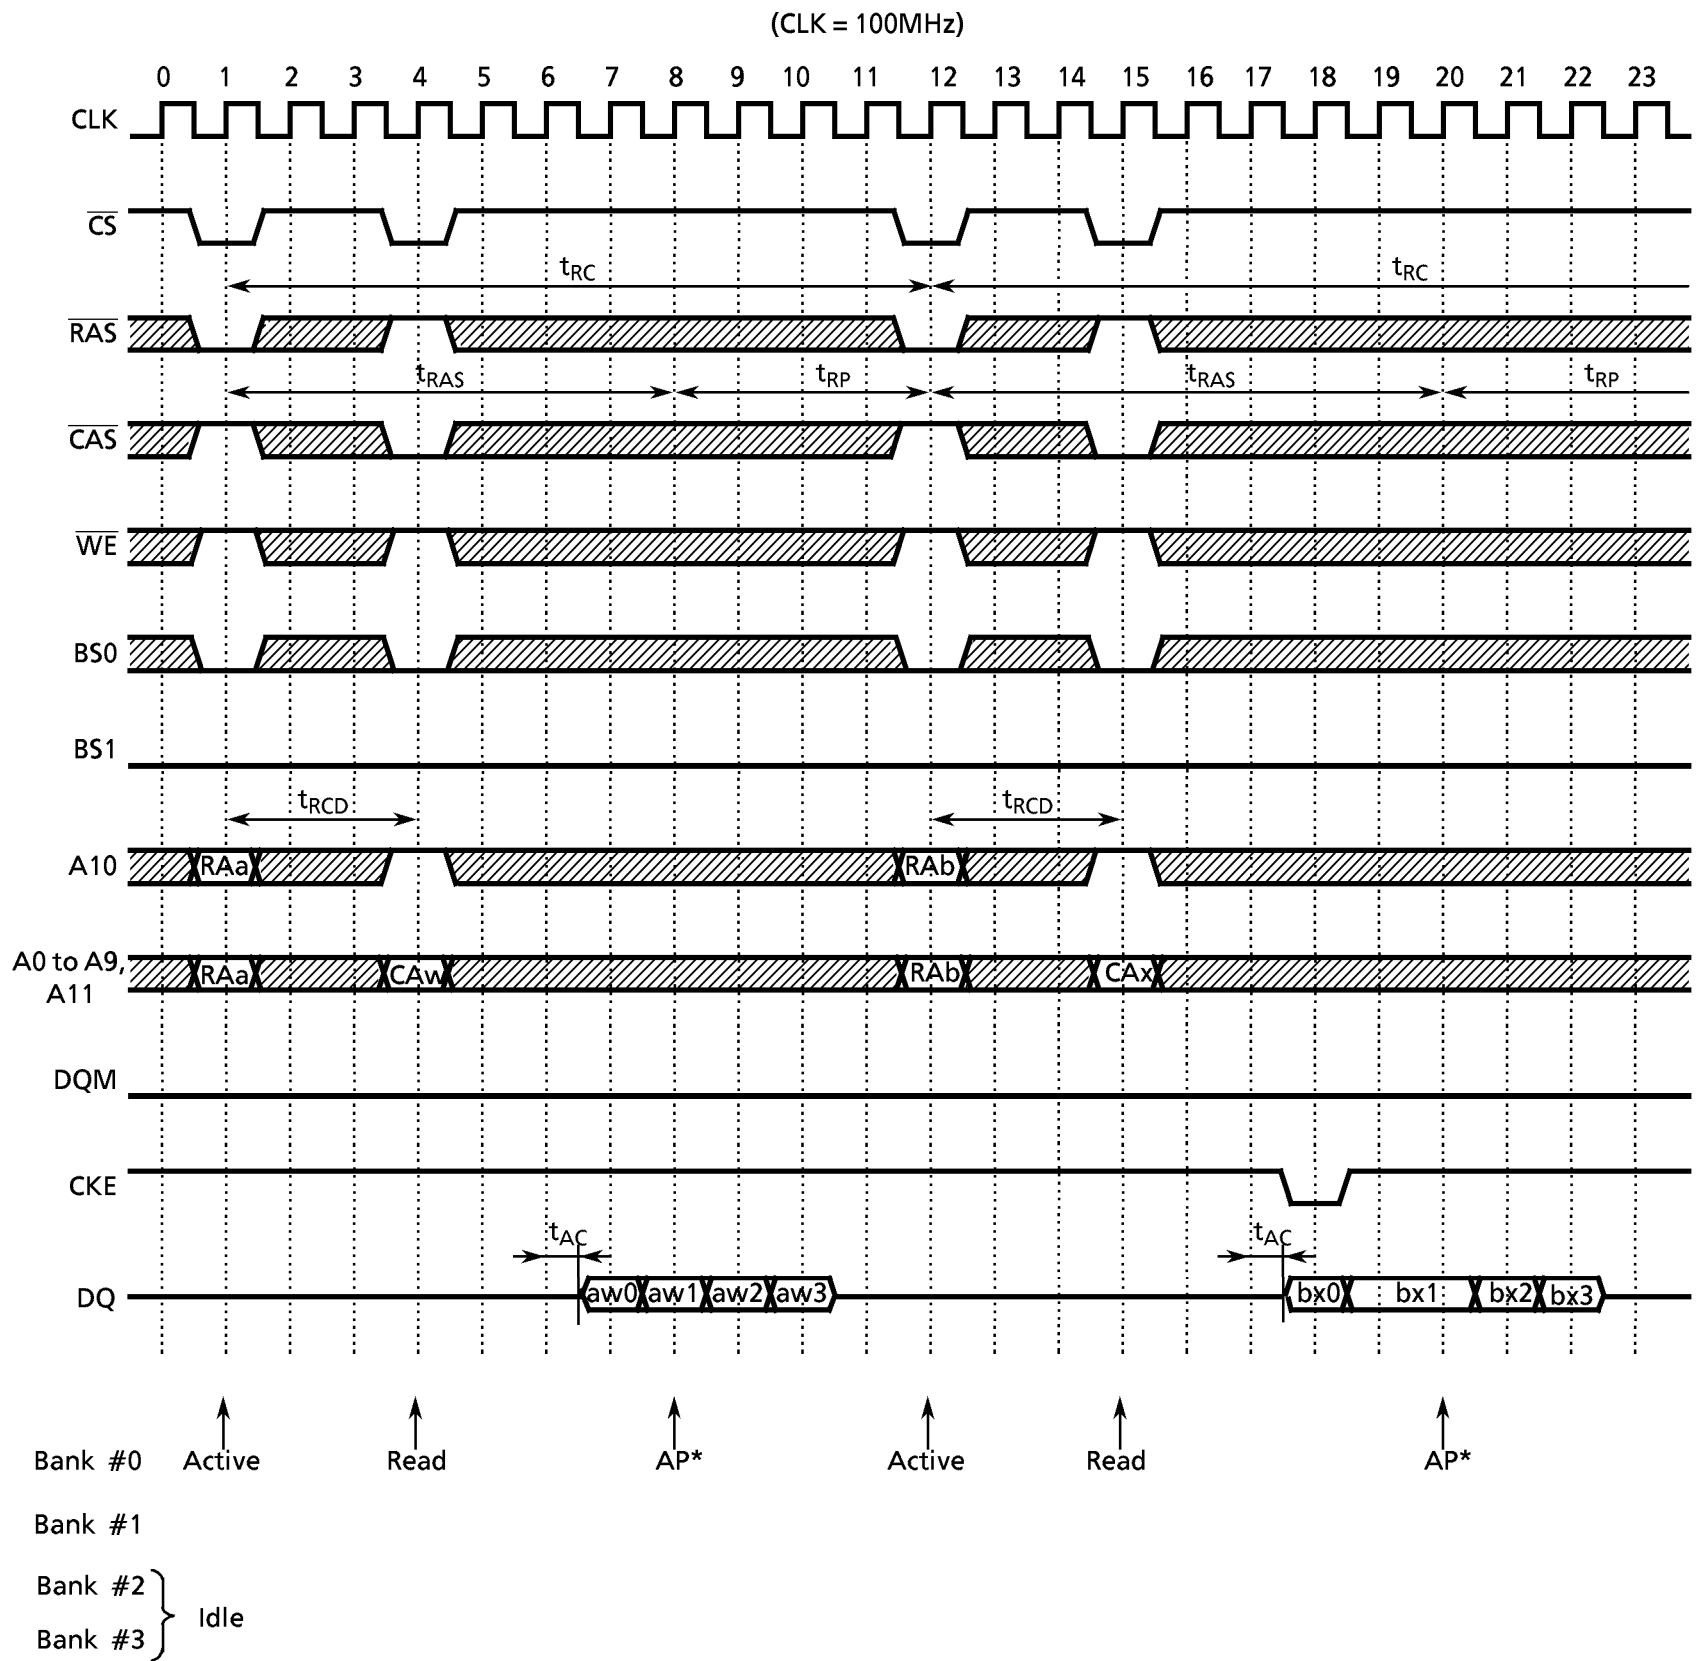 (CLK = 100MHz)
0 1 2 3 4 5 6 7 8 9 10 11 12 13 14 15 16 17 18 19 20 21 22 23
CLK
CS
tRC tRC
RAS
tRAS tRP tRAS tRP
CAS
WE
BS0
BS1
tRCD tRCD
A10 RAa RAb
A0 to A9, RAa CAw RAb CAx
A11
DQM
CKE
tAC tAC
DQ aw0 aw1 aw2 aw3 bx0 bx1 bx2 bx3
Bank #0 Active Read AP* Active Read AP*
Bank #1
Bank #2
Idle
Bank #3